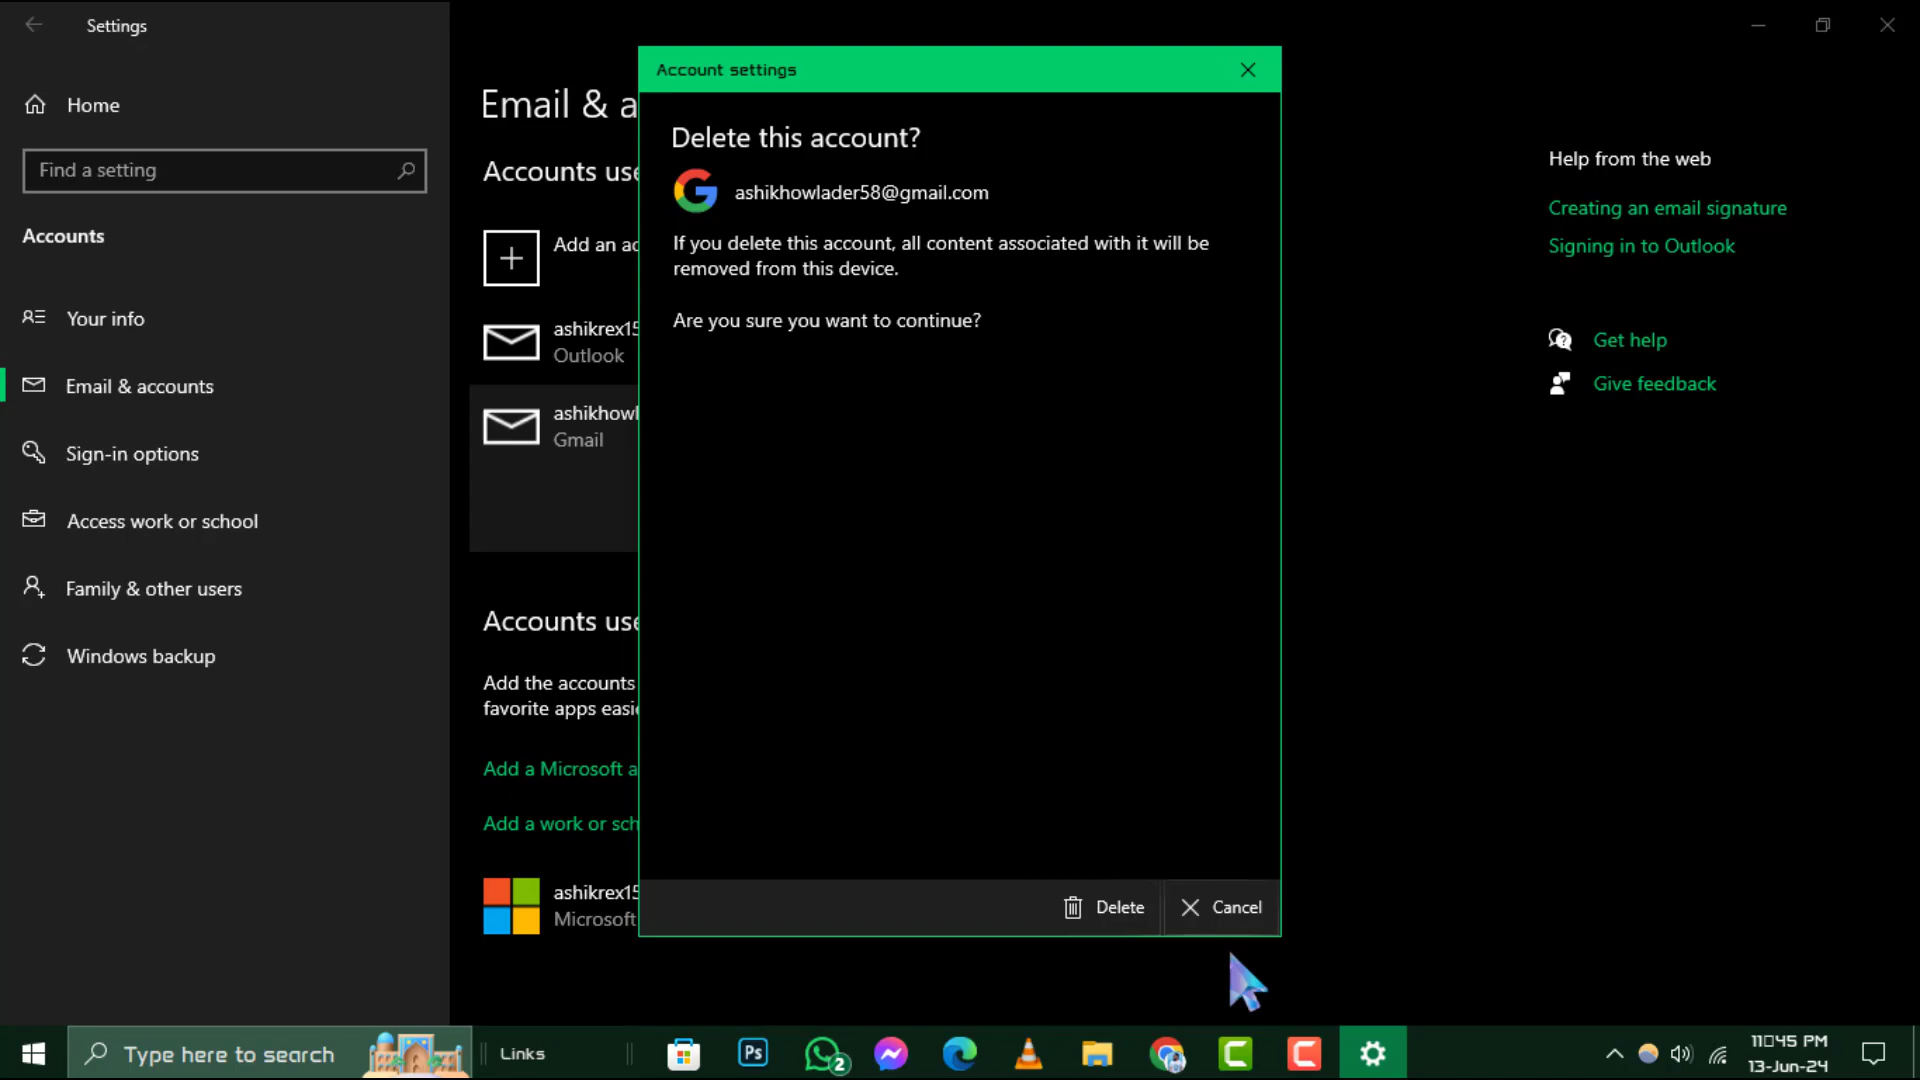 Settings
Home
Find a setting
Accounts
Your info
Email & accounts
Sign-in options
Access work or school
Family & other users
Windows backup
Email & a
Accounts use
Add an ac
ashikrex15
Outlook
ashikhowl
Gmail
Accounts use
Add the accounts
favorite apps easie
Add a Microsoft a
Add a work or sch
ashikrex15
Microsoft
Account settings
Delete this account?
ashikhowlader58@gmail.com
If you delete this account, all content associated with it will be
removed from this device.
Are you sure you want to continue?
Delete
Cancel
Help from the web
Creating an email signature
Signing in to Outlook
Get help
Give feedback
Type here to search
Links
Ps
2
11□45 PM
13-Jun-24